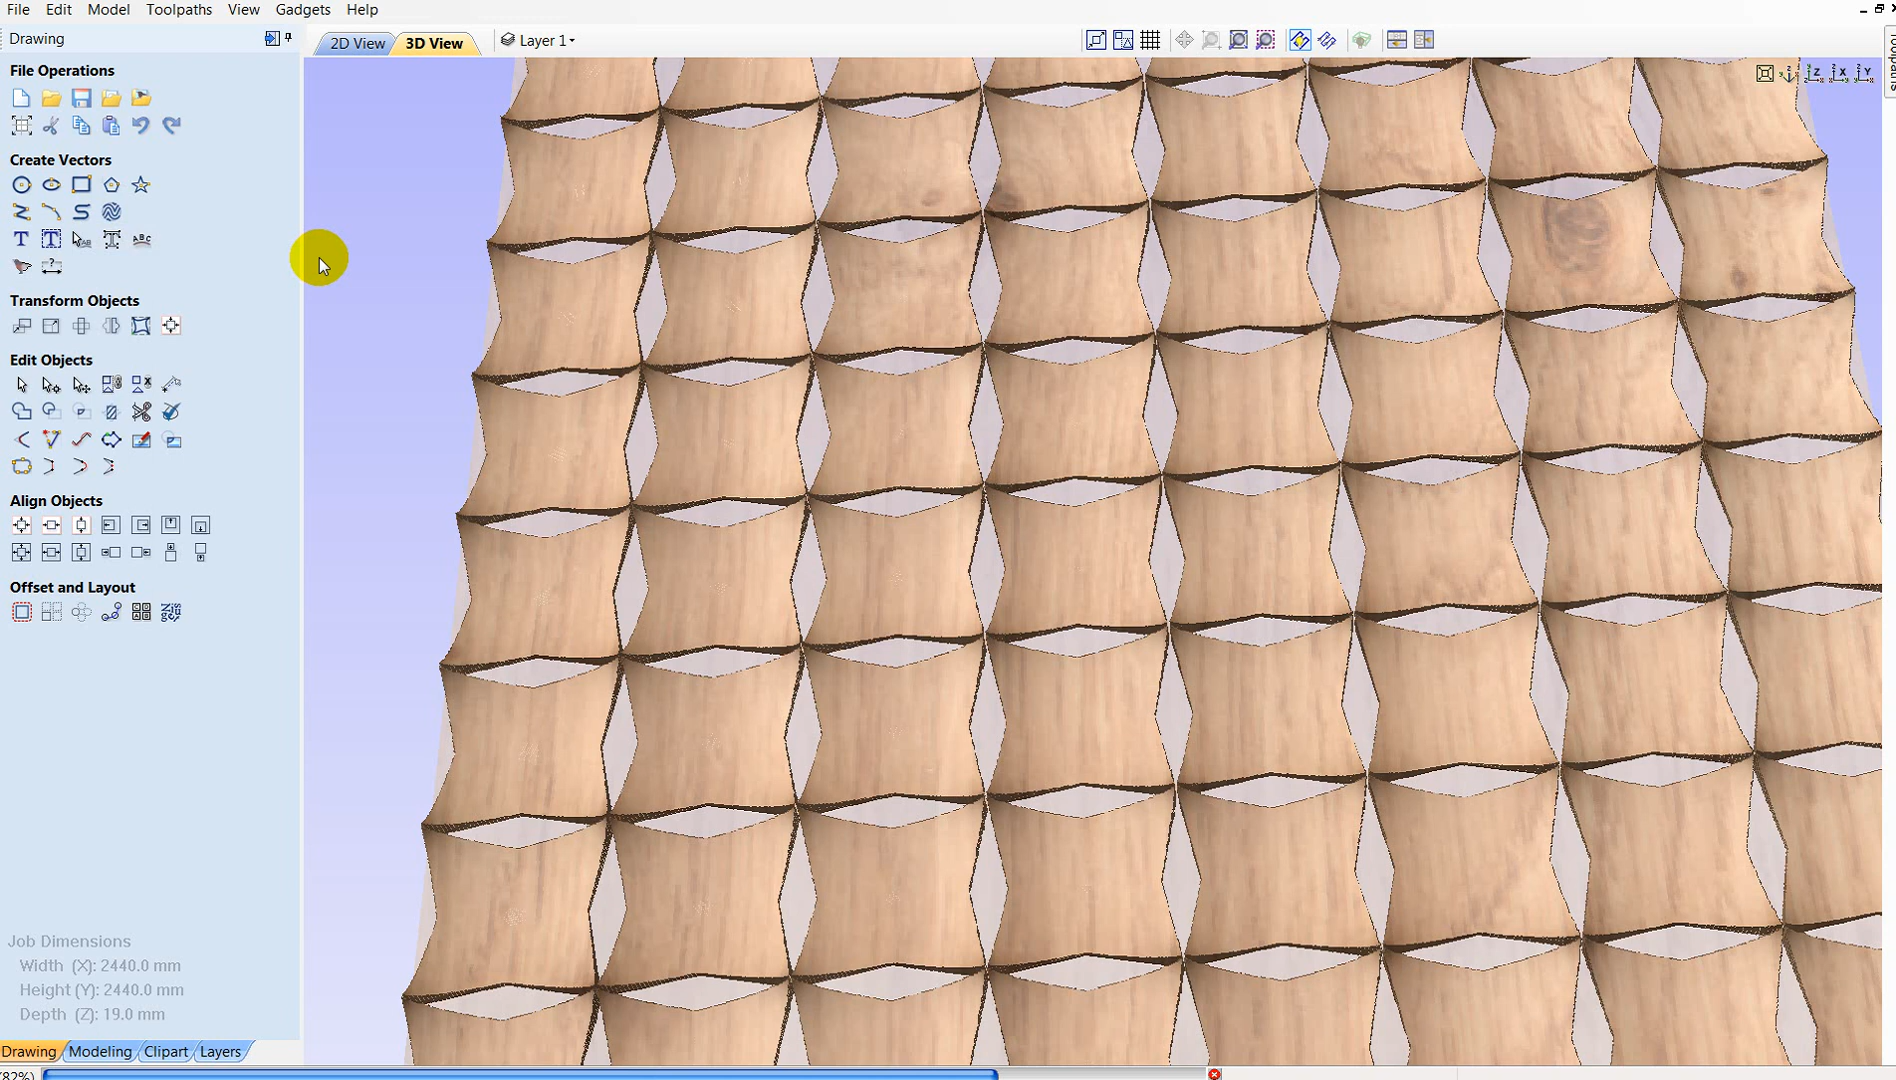 File Edit Model Toolpaths View Gadgets Help
Drawing
2D View 3D View Layer 1
File Operations
Create Vectors
Transform Objects
Edit Objects
Align Objects
Offset and Layout
Job Dimensions
Width (X): 2440.0 mm
Height (Y): 2440.0 mm
Depth (Z): 19.0 mm
Drawing Modeling Clipart Layers
(82%)
Toolpaths